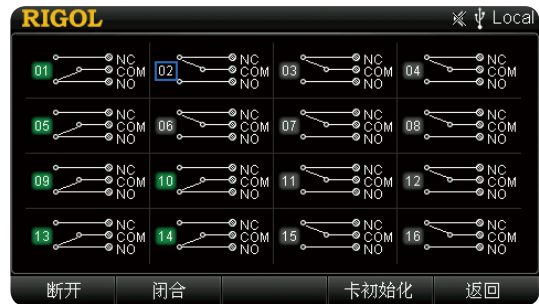 RIGOL Local
01 NC COM NO 02 NC COM NO 03 NC COM NO 04 NC COM NO
05 NC COM NO 06 NC COM NO 07 NC COM NO 08 NC COM NO
09 NC COM NO 10 NC COM NO 11 NC COM NO 12 NC COM NO
13 NC COM NO 14 NC COM NO 15 NC COM NO 16 NC COM NO
断开 闭合 卡初始化 返回